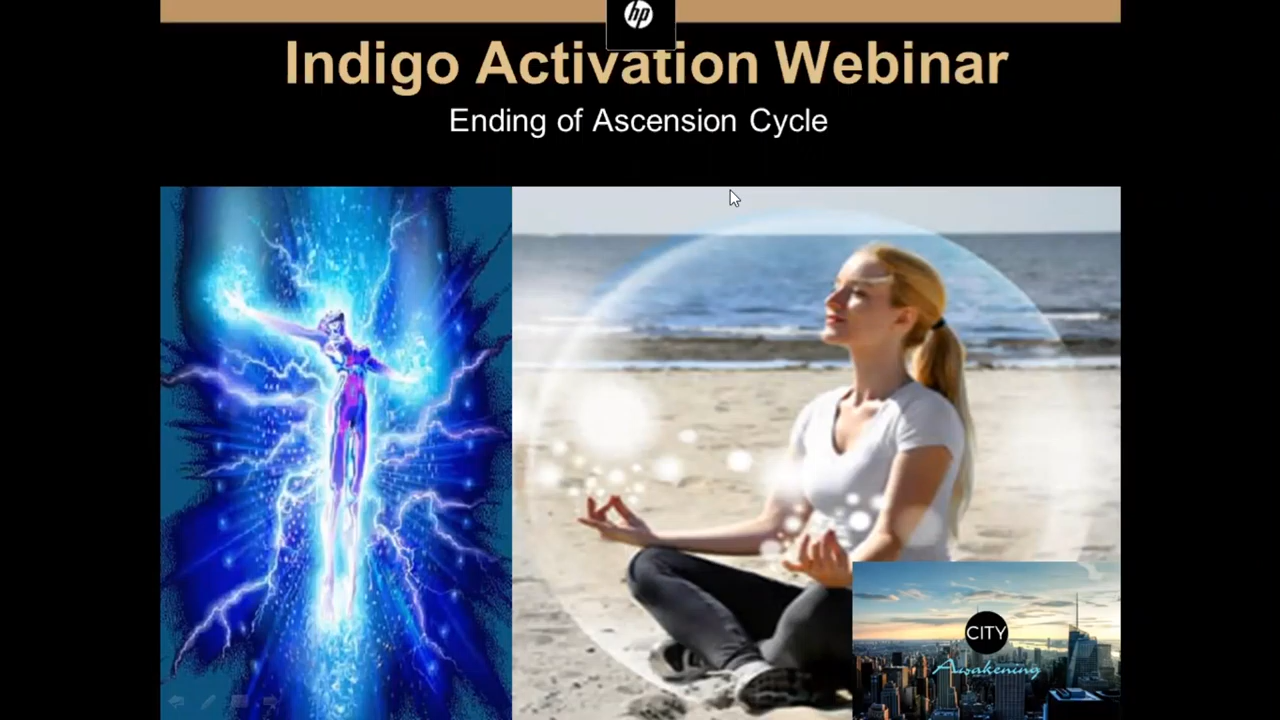 hp
Indigo Activation Webinar
Ending of Ascension Cycle
CITY
Awakening